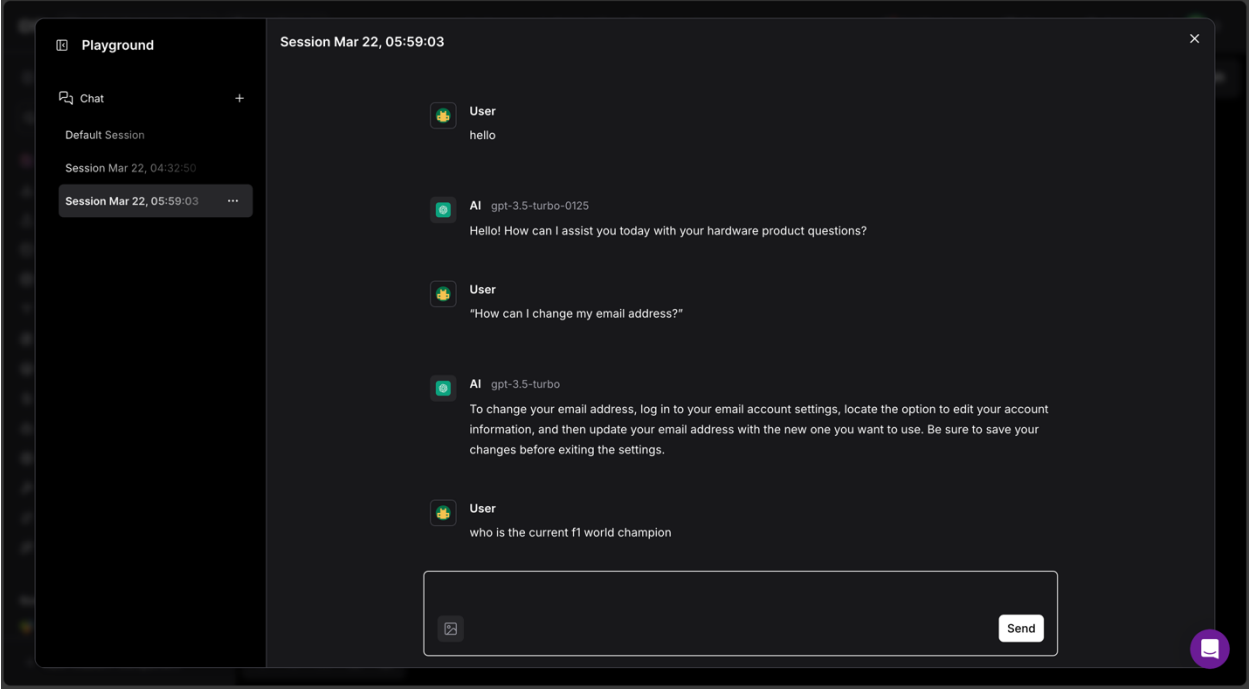 Playground
Session Mar 22, 05:59:03
Chat
Default Session
Session Mar 22, 04:32:50
Session Mar 22, 05:59:03
User
hello
AI gpt-3.5-turbo-0125
Hello! How can I assist you today with your hardware product questions?
User
“How can I change my email address?”
AI gpt-3.5-turbo
To change your email address, log in to your email account settings, locate the option to edit your account
information, and then update your email address with the new one you want to use. Be sure to save your
changes before exiting the settings.
User
who is the current f1 world champion
Send